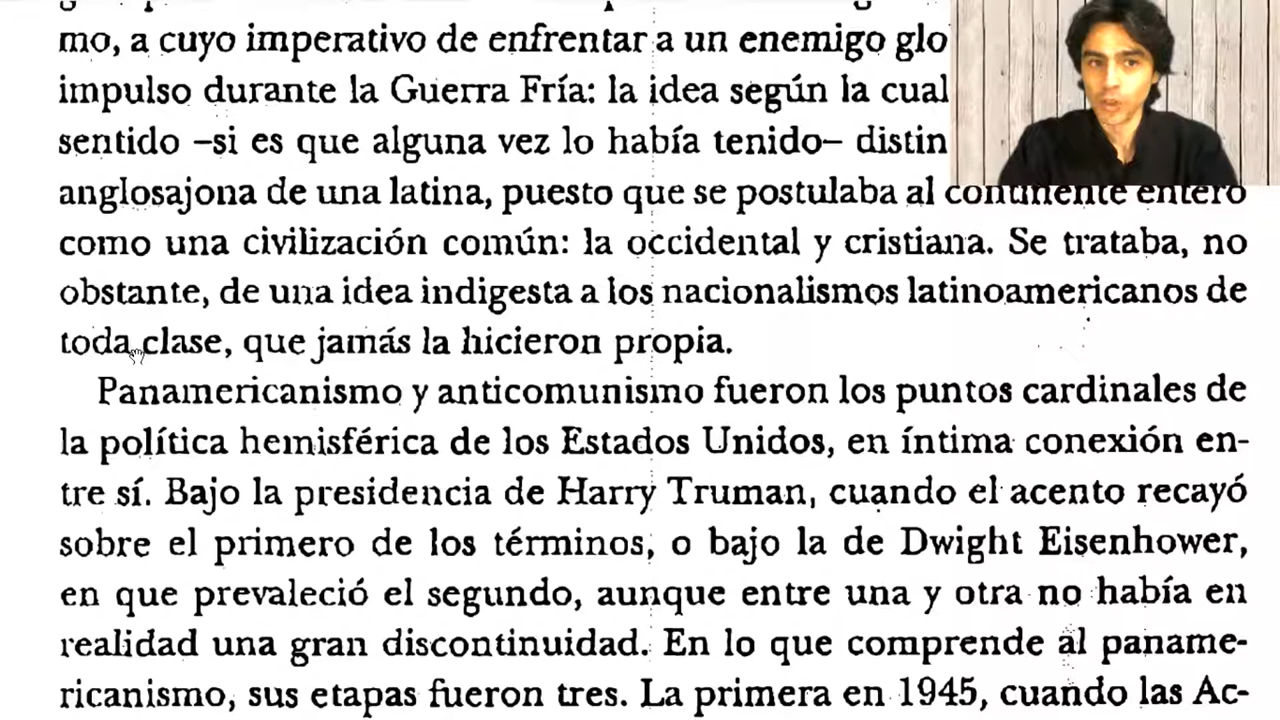 mo, a cuyo imperativo de enfrentar a un enemigo glo
impulso durante la Guerra Fría: la idea según la cual
sentido –si es que alguna vez lo había tenido– distin
anglosajona de una latina, puesto que se postulaba al continente entero
como una civilización común: la occidental y cristiana. Se trataba, no
obstante, de una idea indigesta a los nacionalismos latinoamericanos de
toda clase, que jamás la hicieron propia.
Panamericanismo y anticomunismo fueron los puntos cardinales de
la política hemisférica de los Estados Unidos, en íntima conexión en-
tre sí. Bajo la presidencia de Harry Truman, cuando el acento recayó
sobre el primero de los términos, o bajo la de Dwight Eisenhower,
en que prevaleció el segundo, aunque entre una y otra no había en
realidad una gran discontinuidad. En lo que comprende al paname-
ricanismo, sus etapas fueron tres. La primera en 1945, cuando las Ac-